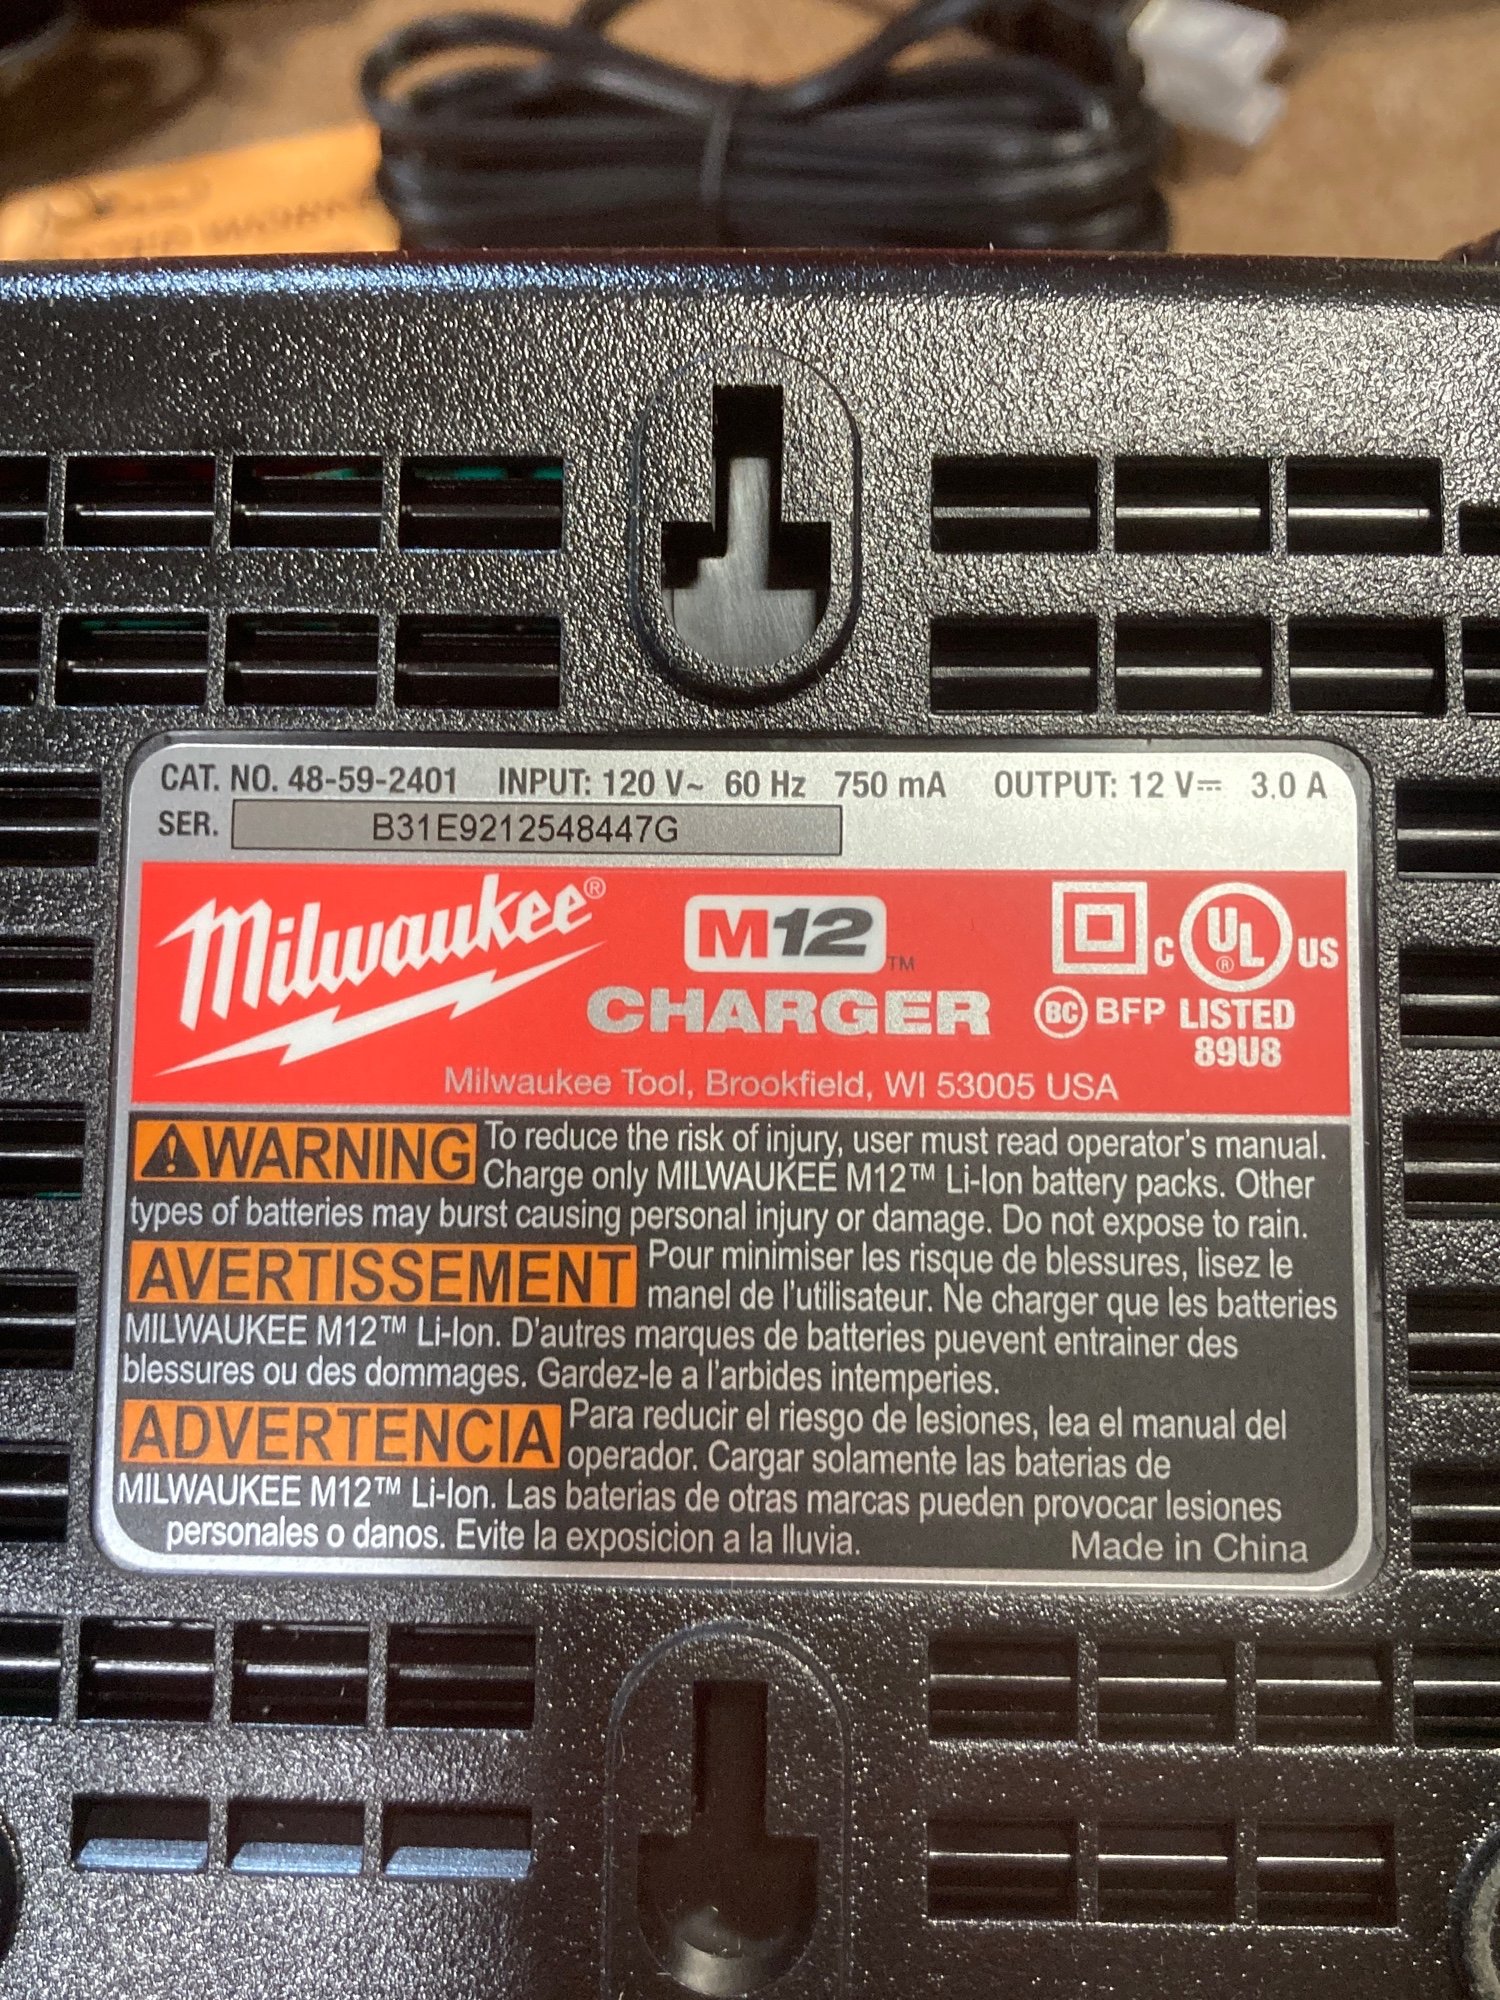 CAT. NO. 48-59-2401 INPUT: 120 V~ 60 Hz 750 mA OUTPUT: 12 V⎓ 3.0 A
SER. B31E9212548447G
Milwaukee®
M12™
CHARGER
C UL® US
BC BFP LISTED
89U8
Milwaukee Tool, Brookfield, WI 53005 USA
⚠WARNING To reduce the risk of injury, user must read operator's manual.
Charge only MILWAUKEE M12™ Li-Ion battery packs. Other
types of batteries may burst causing personal injury or damage. Do not expose to rain.
AVERTISSEMENT Pour minimiser les risque de blessures, lisez le
manel de l'utilisateur. Ne charger que les batteries
MILWAUKEE M12™ Li-Ion. D'autres marques de batteries puevent entrainer des
blessures ou des dommages. Gardez-le a l'arbides intemperies.
ADVERTENCIA Para reducir el riesgo de lesiones, lea el manual del
operador. Cargar solamente las baterias de
MILWAUKEE M12™ Li-Ion. Las baterias de otras marcas pueden provocar lesiones
personales o danos. Evite la exposicion a la lluvia. Made in China